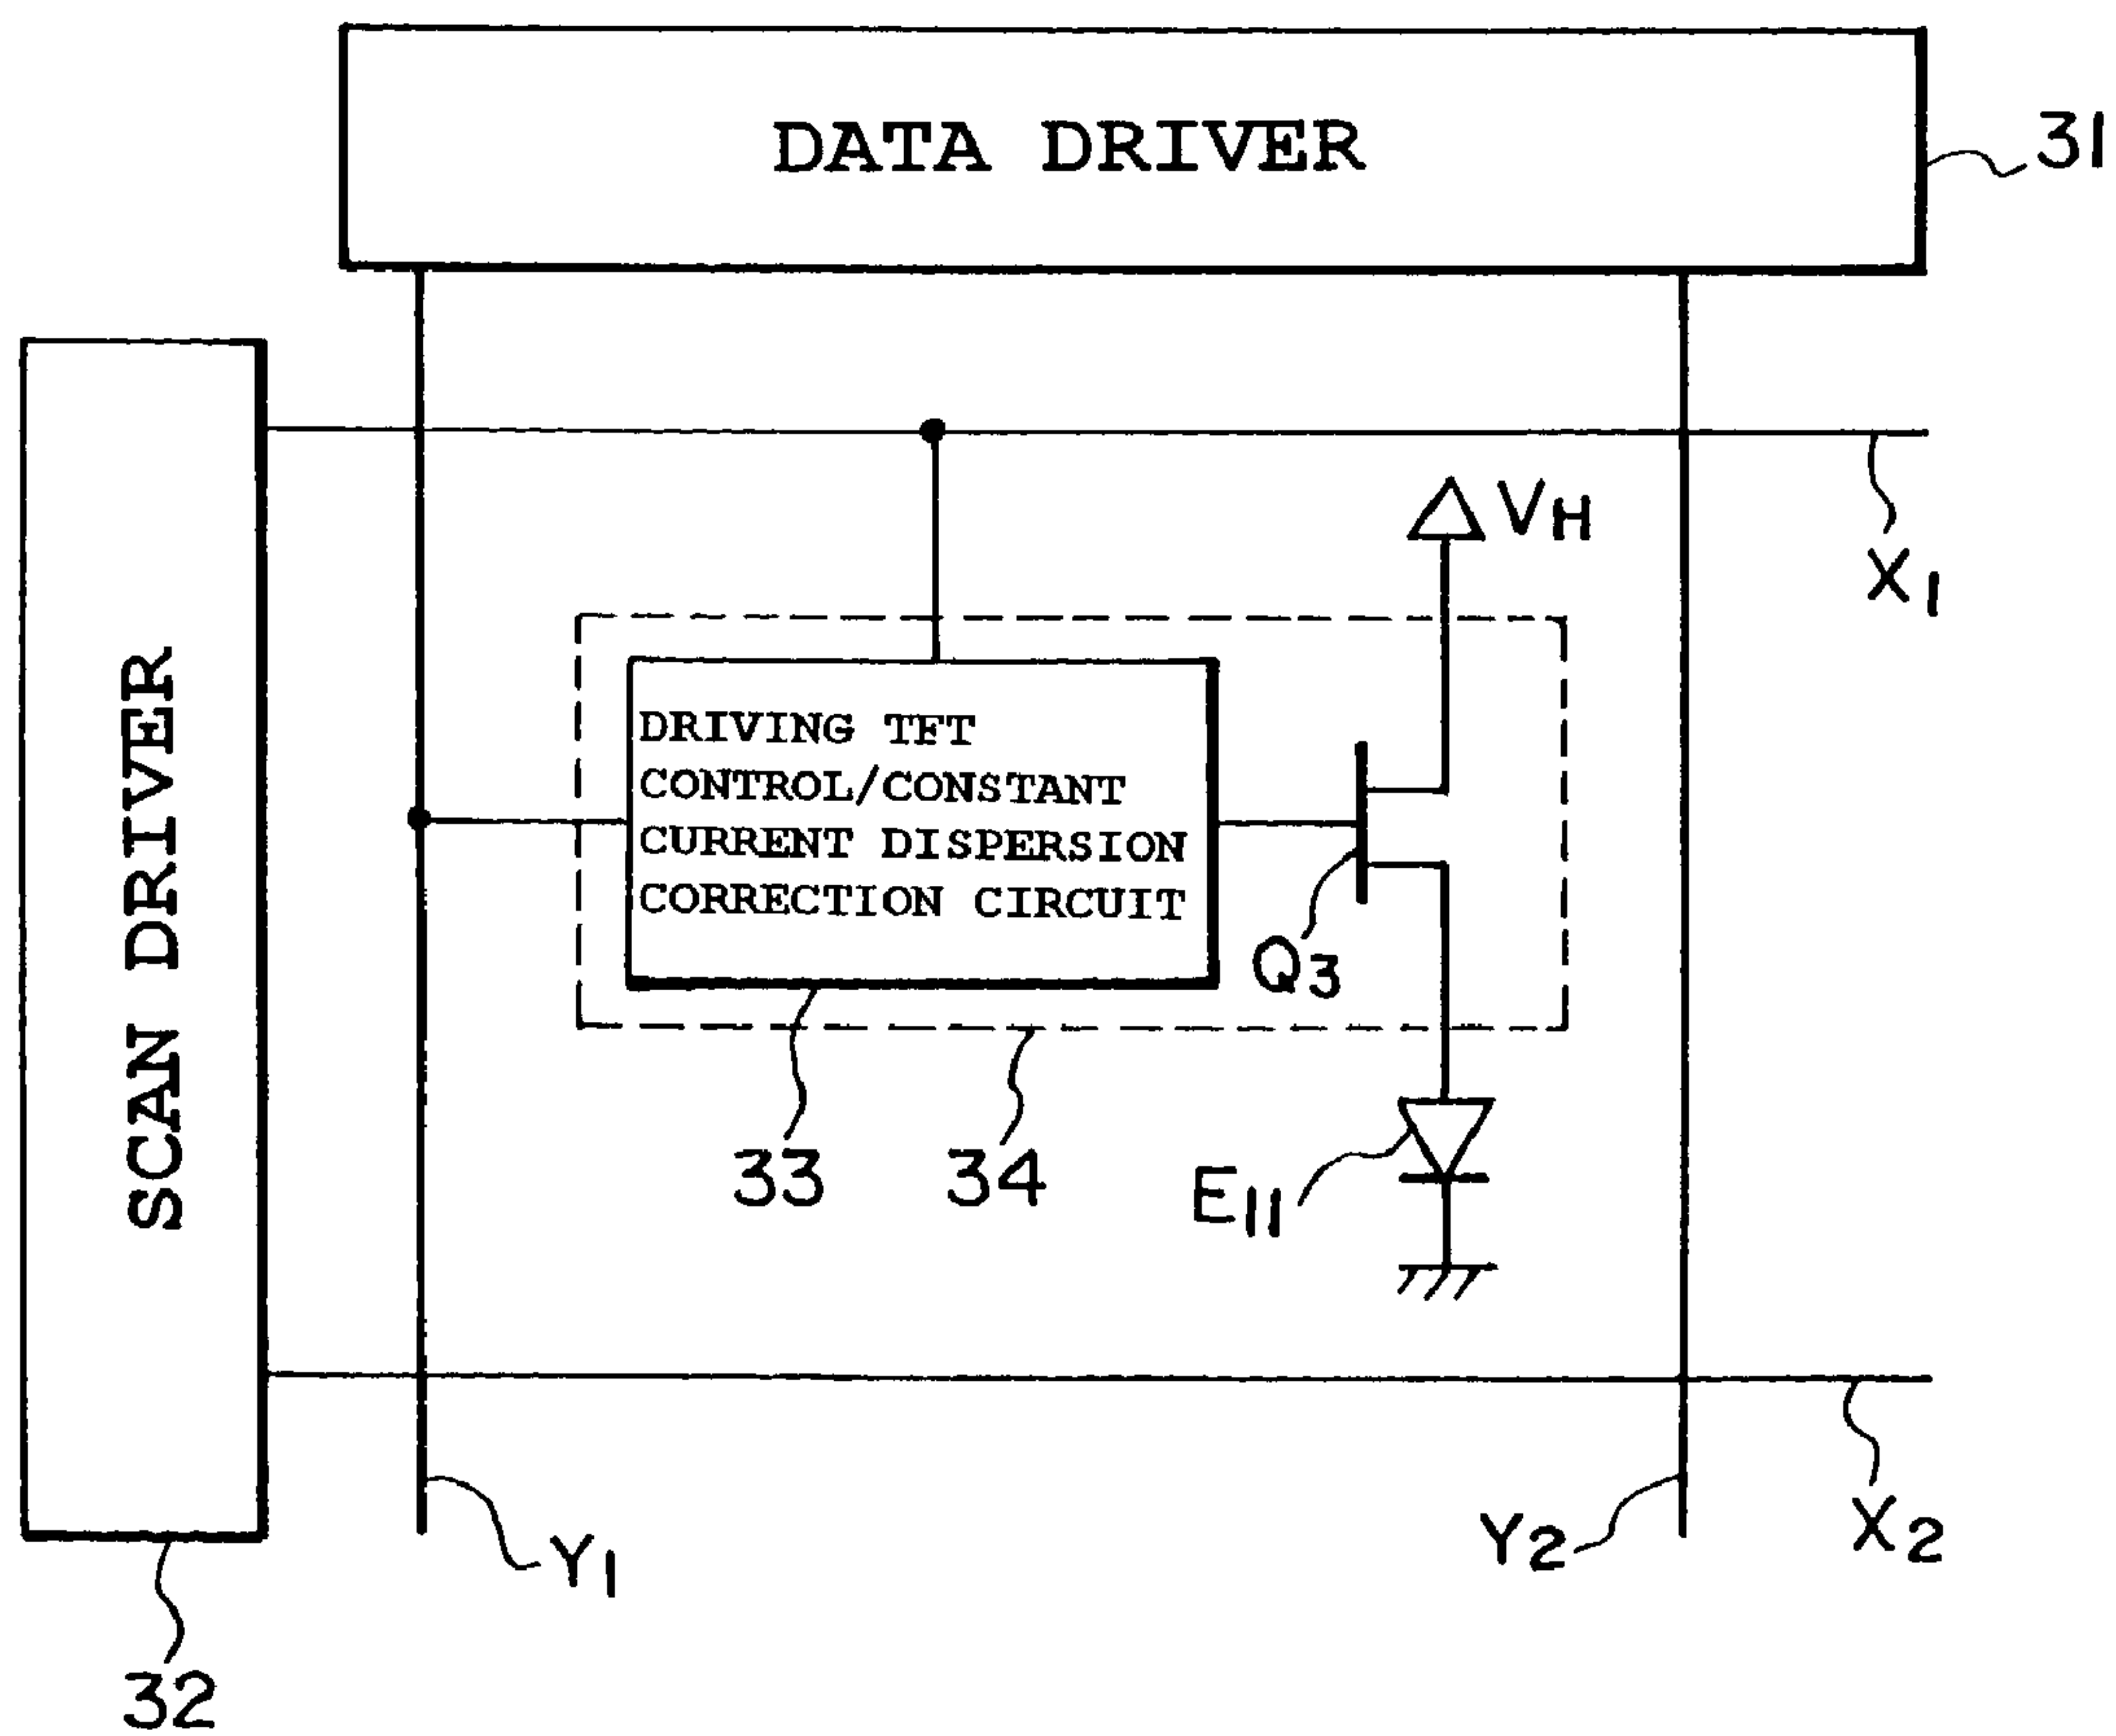 DATA DRIVER
31
SCAN DRIVER
VH
X1
DRIVING TFT
CONTROL/CONSTANT
CURRENT DISPERSION
CORRECTION CIRCUIT
Q3
33
34
E11
Y1
Y2
X2
32